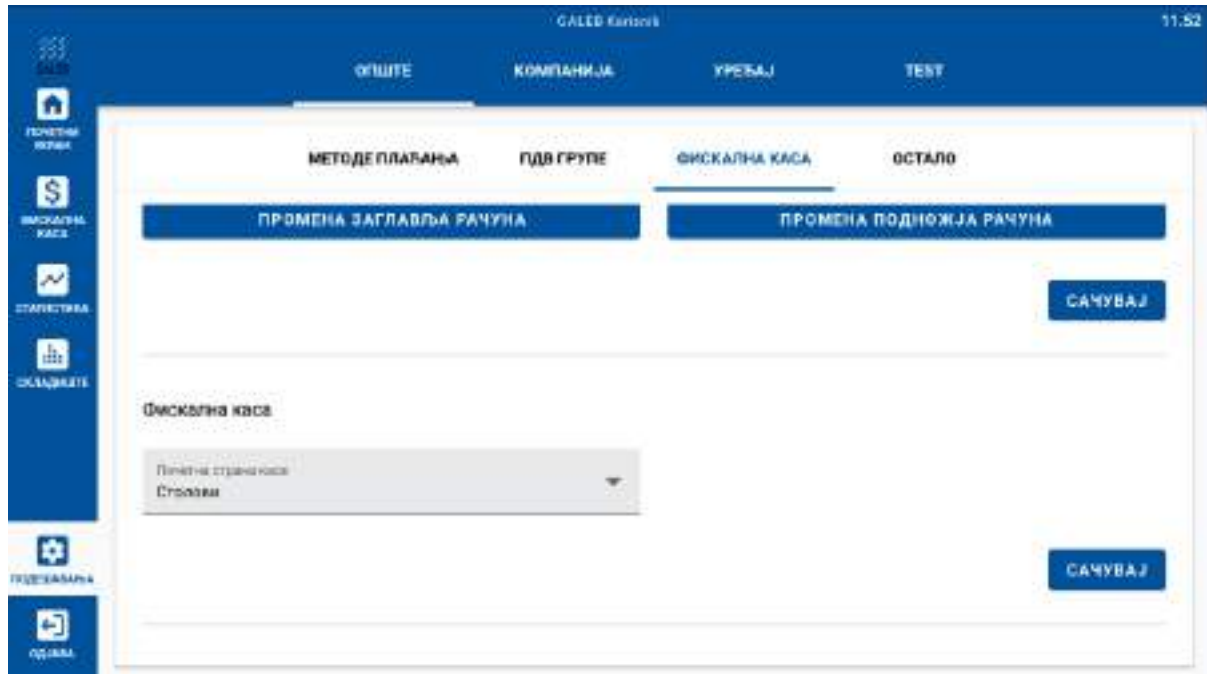 GALEB Korisnik
11.52
ОПШТЕ
КОМПАНИЈА
УРЕЂАЈ
TEST
ПОЧЕТНИ
ЕКРАН
МЕТОДЕ ПЛАЋАЊА
ПДВ ГРУПЕ
ФИСКАЛНА КАСА
ОСТАЛО
ФИСКАЛНА
КАСА
ПРОМЕНА ЗАГЛАВЉА РАЧУНА
ПРОМЕНА ПОДНОЖЈА РАЧУНА
СТАТИСТИКА
САЧУВАЈ
СКЛАДИШТЕ
Фискална каса
Почетна страна касе
Столови
ПОДЕШАВАЊА
САЧУВАЈ
ОДЈАВА